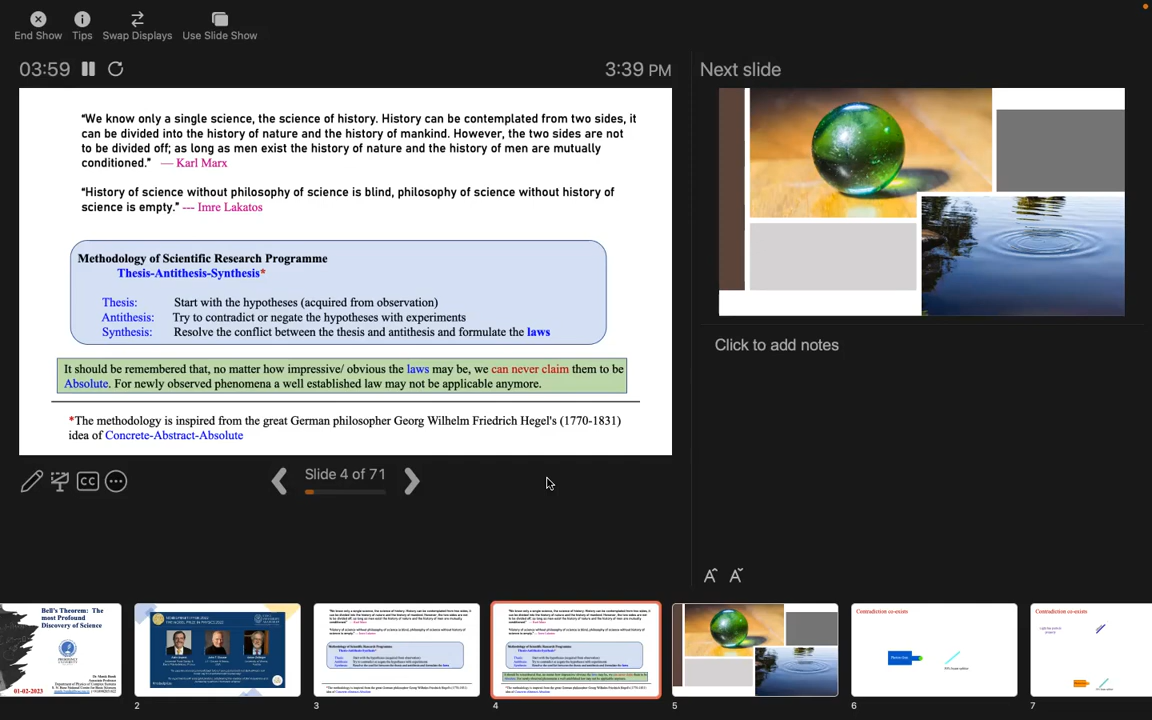 End Show
Tips
Swap Displays
Use Slide Show
03:59
3:39 PM
Next slide
"We know only a single science, the science of history. History can be contemplated from two sides, it
can be divided into the history of nature and the history of mankind. However, the two sides are not
to be divided off; as long as men exist the history of nature and the history of men are mutually
conditioned." — Karl Marx
"History of science without philosophy of science is blind, philosophy of science without history of
science is empty." --- Imre Lakatos
Methodology of Scientific Research Programme
Thesis-Antithesis-Synthesis*
Thesis: Start with the hypotheses (acquired from observation)
Antithesis: Try to contradict or negate the hypotheses with experiments
Synthesis: Resolve the conflict between the thesis and antithesis and formulate the laws
It should be remembered that, no matter how impressive/ obvious the laws may be, we can never claim them to be
Absolute. For newly observed phenomena a well established law may not be applicable anymore.
*The methodology is inspired from the great German philosopher Georg Wilhelm Friedrich Hegel's (1770-1831)
idea of Concrete-Abstract-Absolute
Click to add notes
CC
Slide 4 of 71
Bell's Theorem: The
most Profound
Discovery of Science
01-02-2023
Contradiction co-exists
Contradiction co-exists
2
3
4
5
6
7